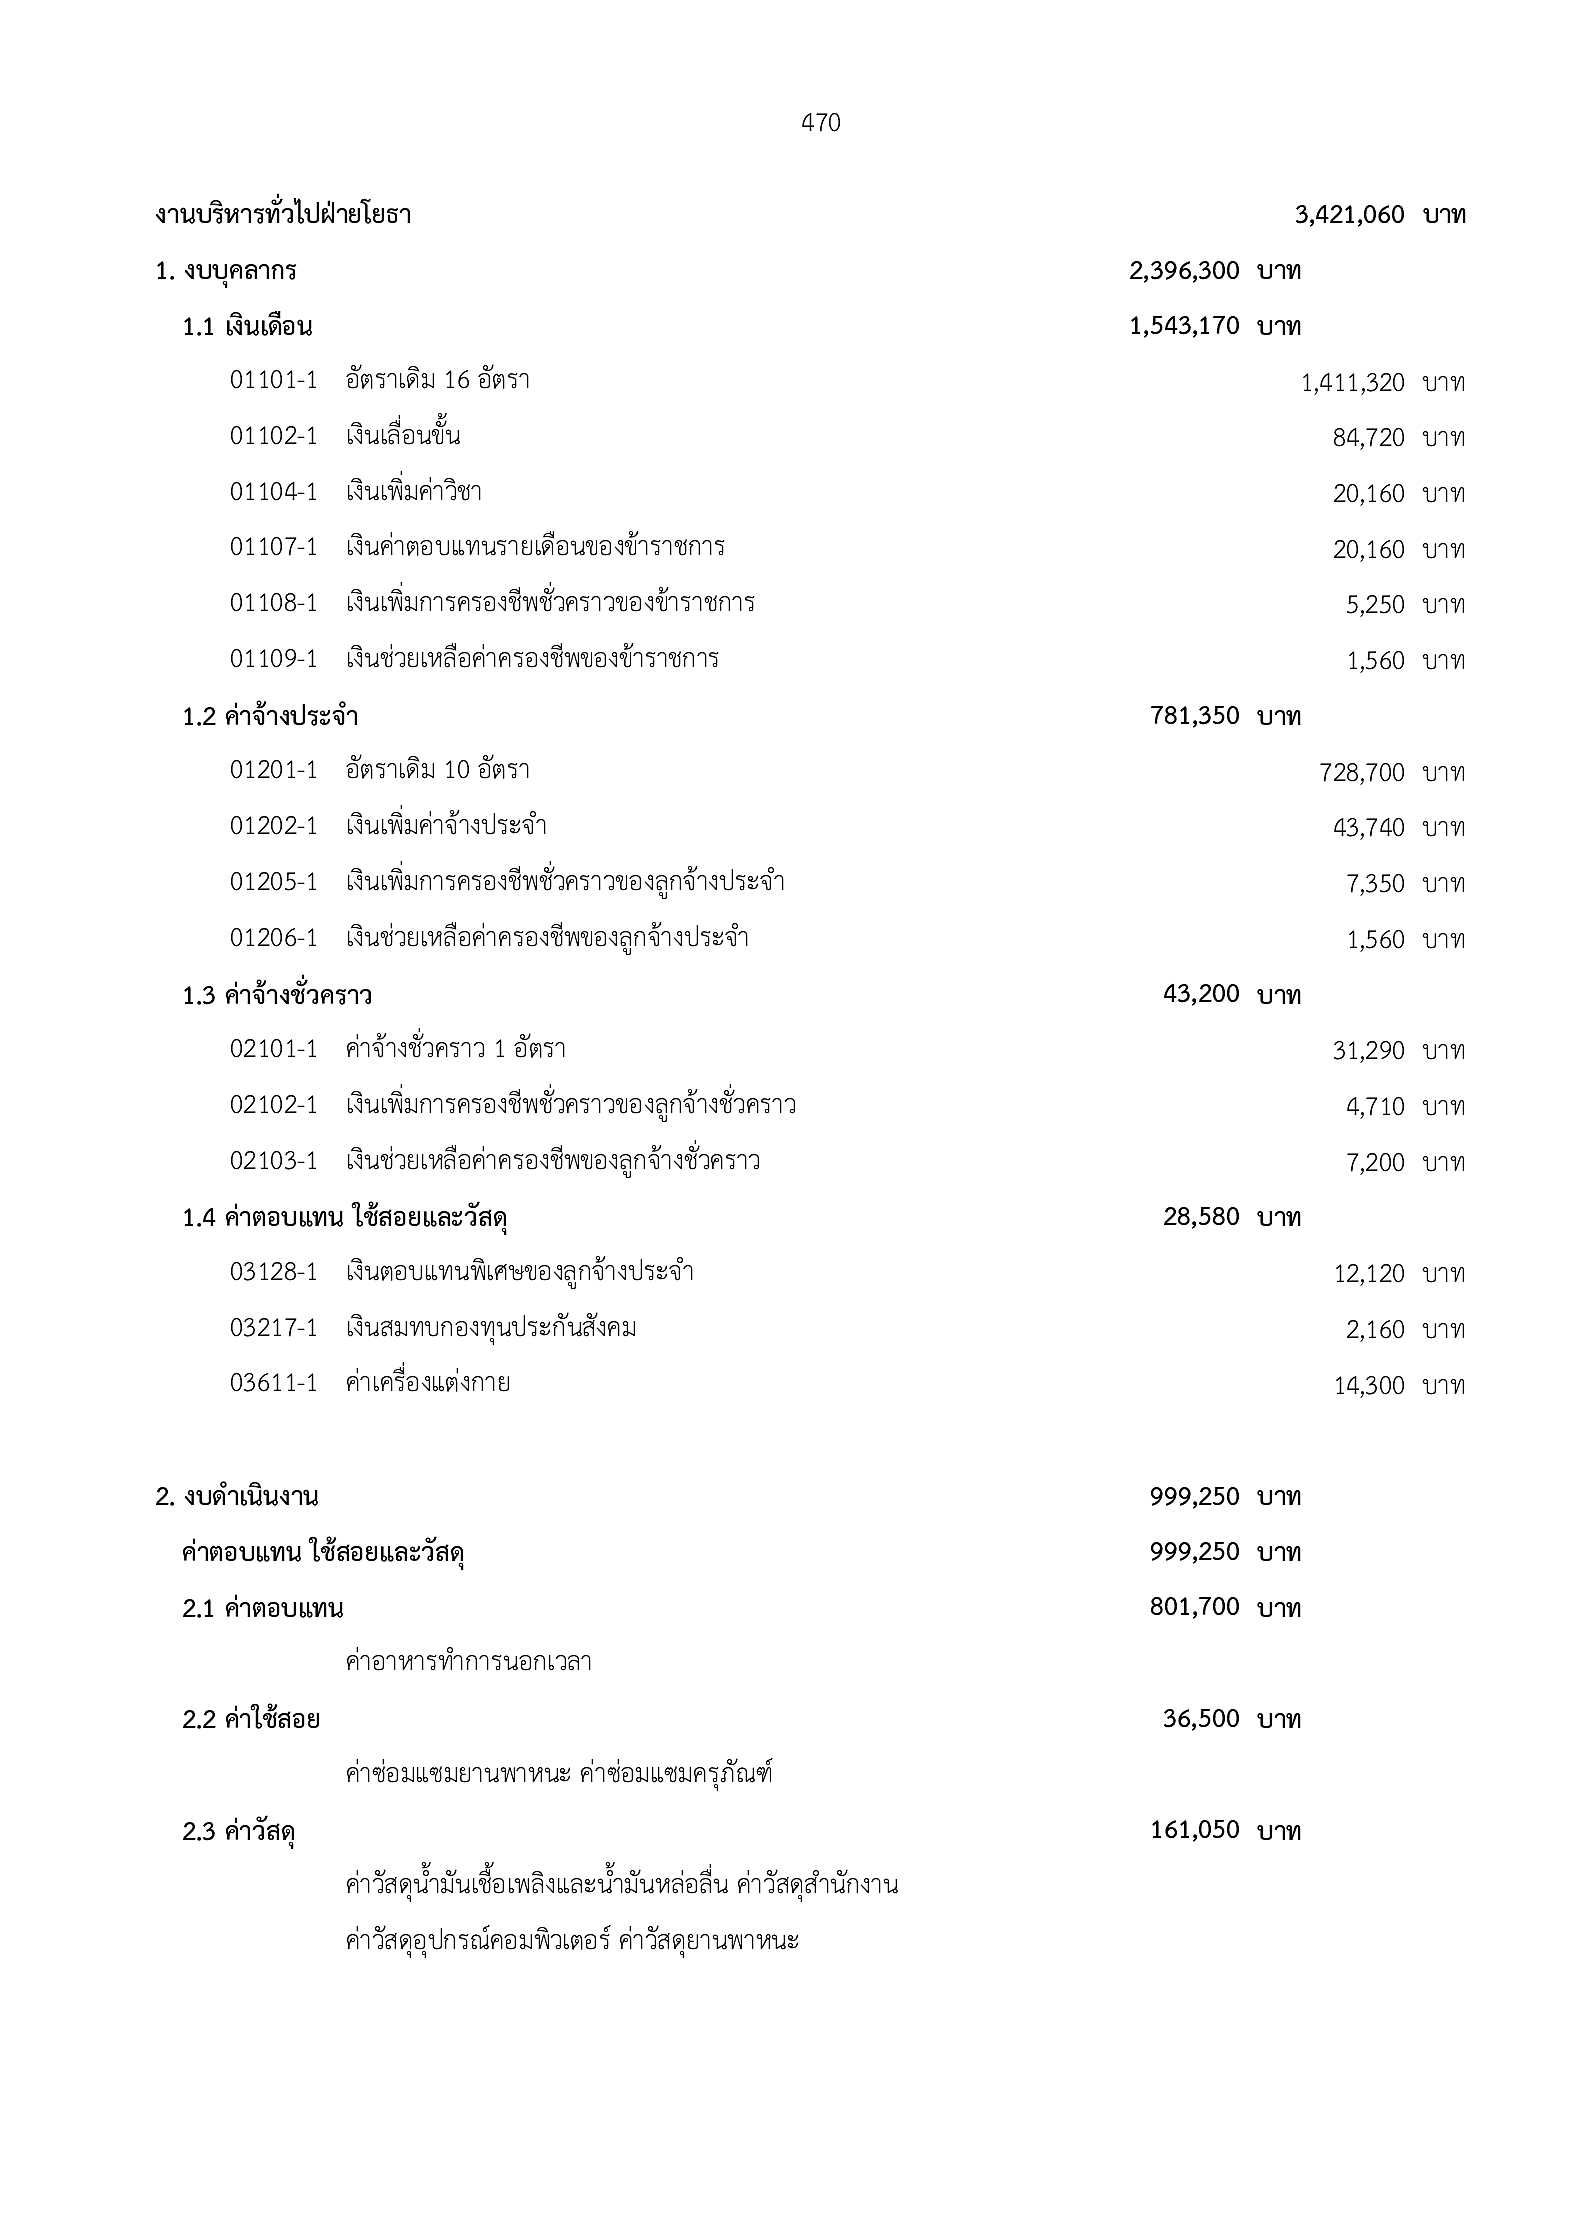 470
งานบริหารทั่วไปฝ่ายโยธา 3,421,060 บาท
1. งบบุคลากร 2,396,300 บาท
1.1 เงินเดือน 1,543,170 บาท
01101-1 อัตราเดิม 16 อัตรา 1,411,320 บาท
01102-1 เงินเลื่อนขั้น 84,720 บาท
01104-1 เงินเพิ่มค่าวิชา 20,160 บาท
01107-1 เงินค่าตอบแทนรายเดือนของข้าราชการ 20,160 บาท
01108-1 เงินเพิ่มการครองชีพชั่วคราวของข้าราชการ 5,250 บาท
01109-1 เงินช่วยเหลือค่าครองชีพของข้าราชการ 1,560 บาท
1.2 ค่าจ้างประจำ 781,350 บาท
01201-1 อัตราเดิม 10 อัตรา 728,700 บาท
01202-1 เงินเพิ่มค่าจ้างประจำ 43,740 บาท
01205-1 เงินเพิ่มการครองชีพชั่วคราวของลูกจ้างประจำ 7,350 บาท
01206-1 เงินช่วยเหลือค่าครองชีพของลูกจ้างประจำ 1,560 บาท
1.3 ค่าจ้างชั่วคราว 43,200 บาท
02101-1 ค่าจ้างชั่วคราว 1 อัตรา 31,290 บาท
02102-1 เงินเพิ่มการครองชีพชั่วคราวของลูกจ้างชั่วคราว 4,710 บาท
02103-1 เงินช่วยเหลือค่าครองชีพของลูกจ้างชั่วคราว 7,200 บาท
1.4 ค่าตอบแทน ใช้สอยและวัสดุ 28,580 บาท
03128-1 เงินตอบแทนพิเศษของลูกจ้างประจำ 12,120 บาท
03217-1 เงินสมทบกองทุนประกันสังคม 2,160 บาท
03611-1 ค่าเครื่องแต่งกาย 14,300 บาท
2. งบดำเนินงาน 999,250 บาท
ค่าตอบแทน ใช้สอยและวัสดุ 999,250 บาท
2.1 ค่าตอบแทน 801,700 บาท
ค่าอาหารทำการนอกเวลา
2.2 ค่าใช้สอย 36,500 บาท
ค่าซ่อมแซมยานพาหนะ ค่าซ่อมแซมครุภัณฑ์
2.3 ค่าวัสดุ 161,050 บาท
ค่าวัสดุน้ำมันเชื้อเพลิงและน้ำมันหล่อลื่น ค่าวัสดุสำนักงาน
ค่าวัสดุอุปกรณ์คอมพิวเตอร์ ค่าวัสดุยานพาหนะ